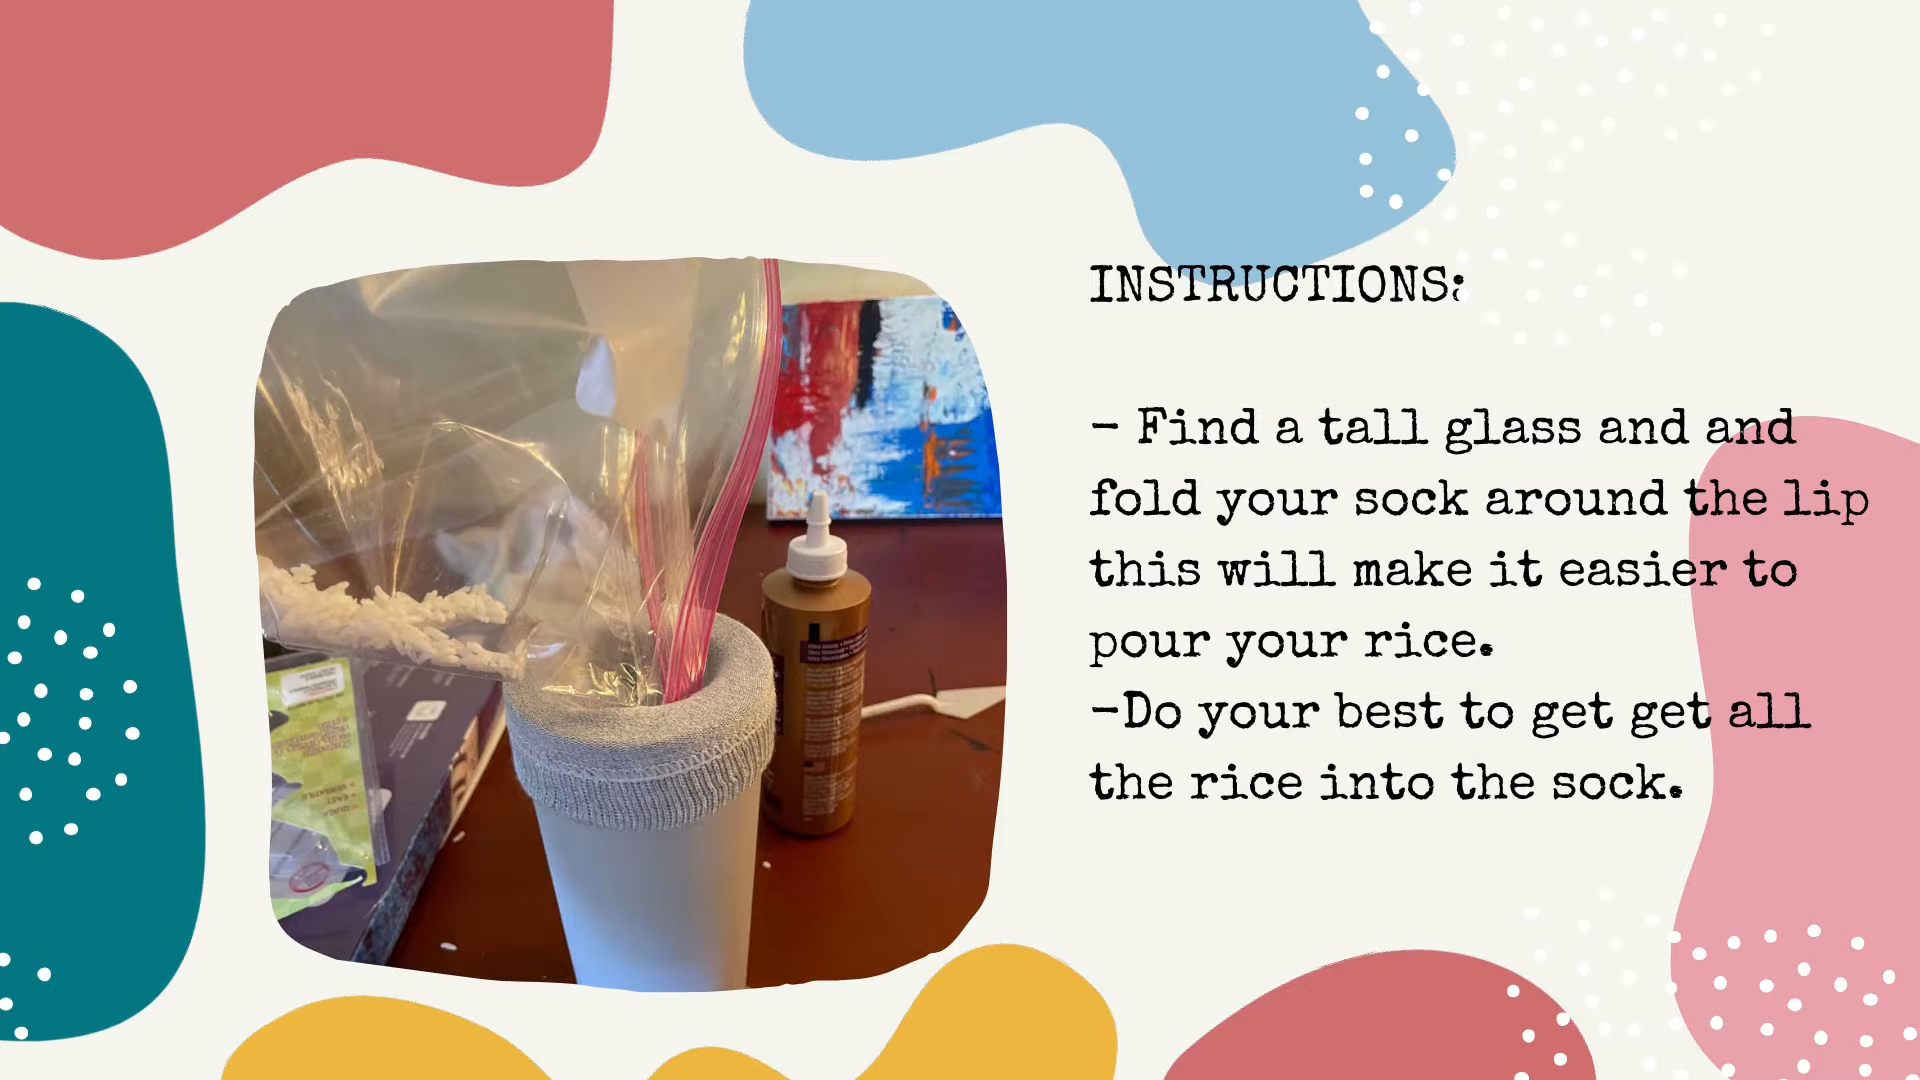 INSTRUCTIONS:
- Find a tall glass and and
fold your sock around the lip
this will make it easier to
pour your rice.
-Do your best to get get all
the rice into the sock.